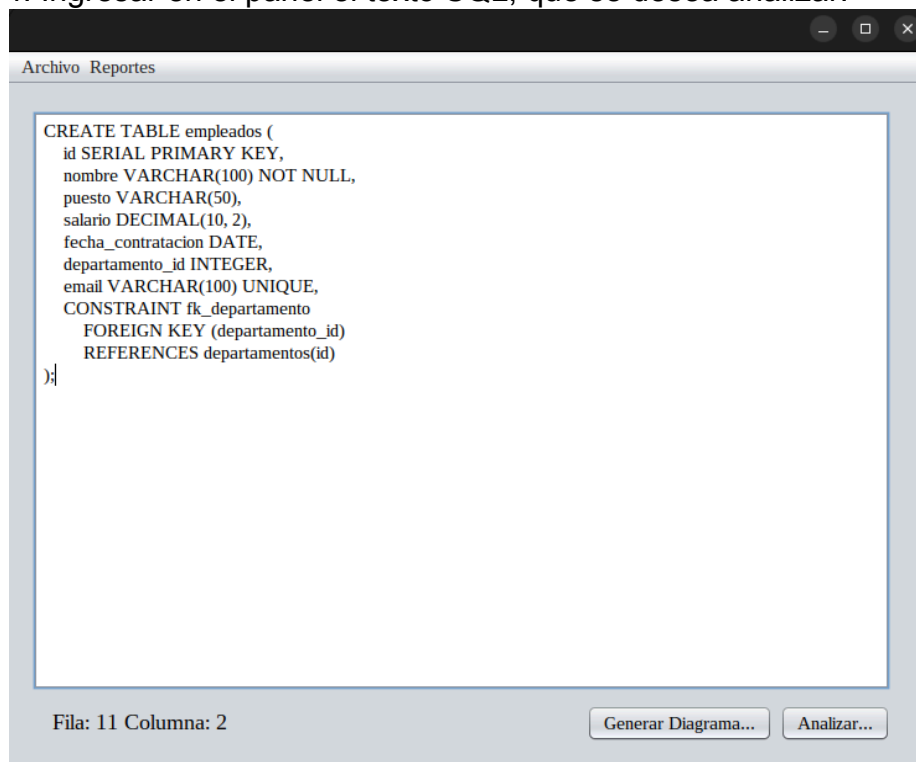 1. Ingresar en el panel el texto SQL, que se desea analizar.
Archivo Reportes
CREATE TABLE empleados (
id SERIAL PRIMARY KEY,
nombre VARCHAR(100) NOT NULL,
puesto VARCHAR(50),
salario DECIMAL(10, 2),
fecha_contratacion DATE,
departamento_id INTEGER,
email VARCHAR(100) UNIQUE,
CONSTRAINT fk_departamento
FOREIGN KEY (departamento_id)
REFERENCES departamentos(id)
);
Fila: 11 Columna: 2
Generar Diagrama... Analizar...